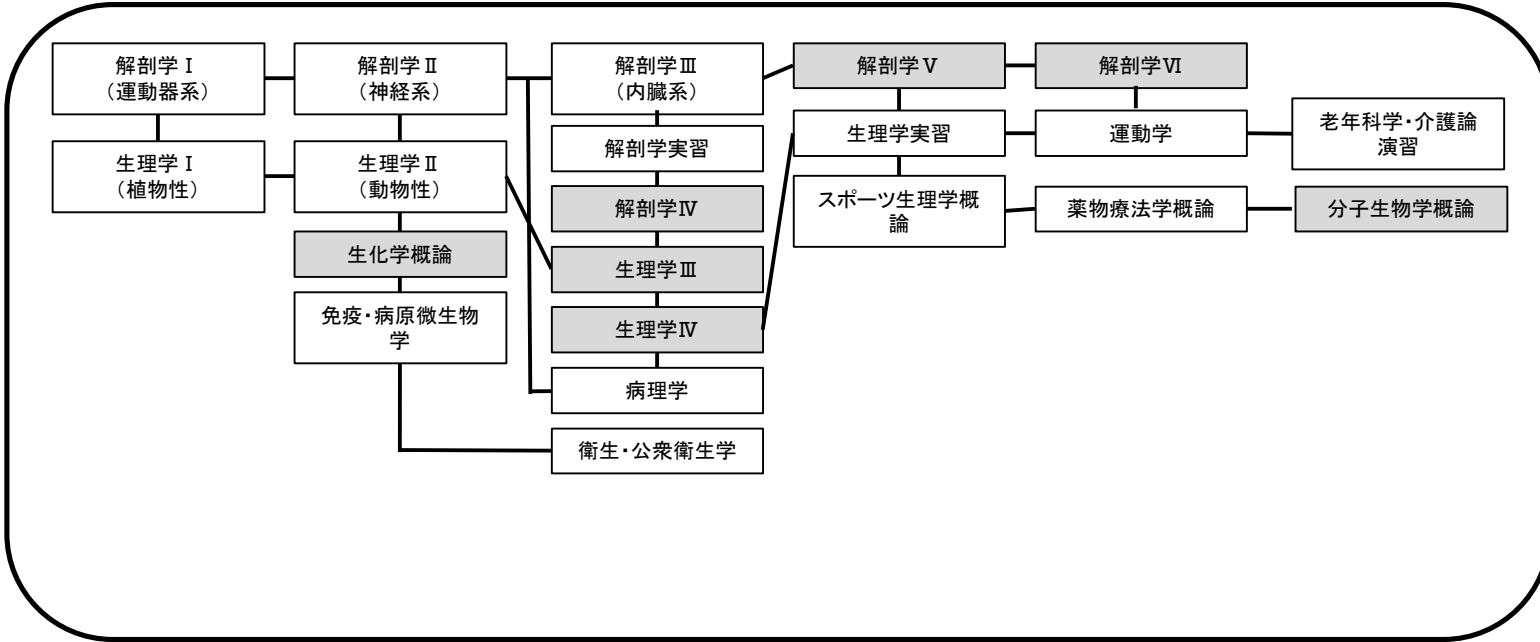 解剖学Ⅰ
（運動器系）
解剖学Ⅱ
（神経系）
解剖学Ⅲ
（内臓系）
解剖学Ⅴ
解剖学Ⅵ
生理学Ⅰ
（植物性）
生理学Ⅱ
（動物性）
解剖学実習
生理学実習
運動学
老年科学・介護論
演習
解剖学Ⅳ
スポーツ生理学概
論
薬物療法学概論
分子生物学概論
生化学概論
生理学Ⅲ
免疫・病原微生物
学
生理学Ⅳ
病理学
衛生・公衆衛生学